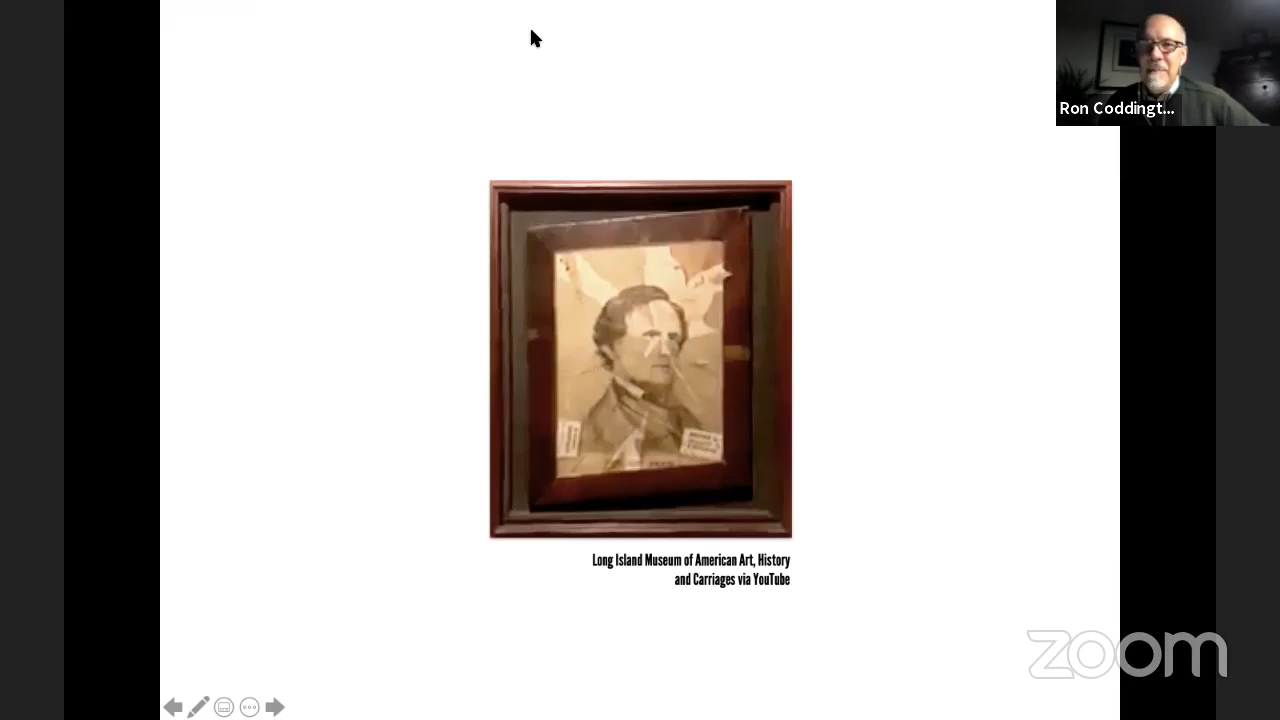 Ron Coddingt...
Long Island Museum of American Art, History
and Carriages via YouTube
zoom